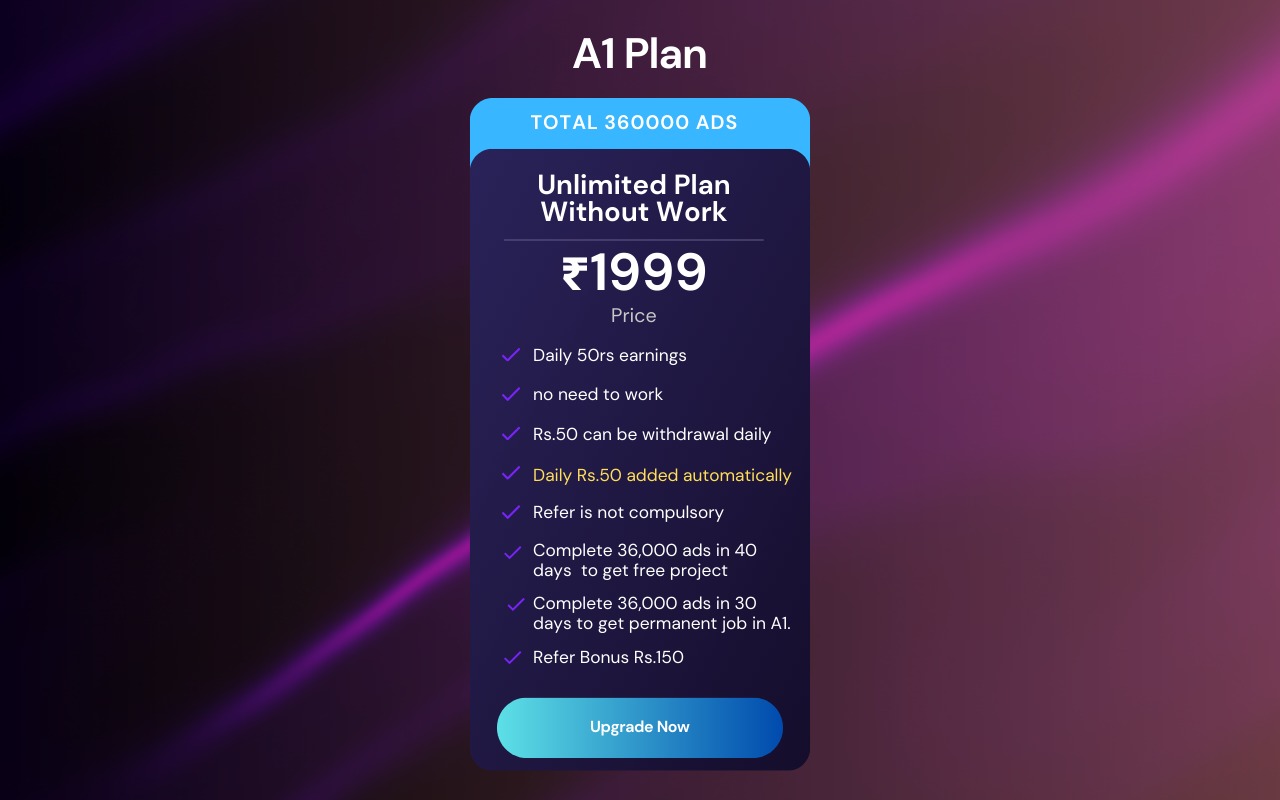 A1 Plan
TOTAL 360000 ADS
Unlimited Plan
Without Work
₹1999
Price
Daily 50rs earnings
no need to work
Rs.50 can be withdrawal daily
Daily Rs.50 added automatically
Refer is not compulsory
Complete 36,000 ads in 40
days  to get free project
Complete 36,000 ads in 30
days to get permanent job in A1.
Refer Bonus Rs.150
Upgrade Now